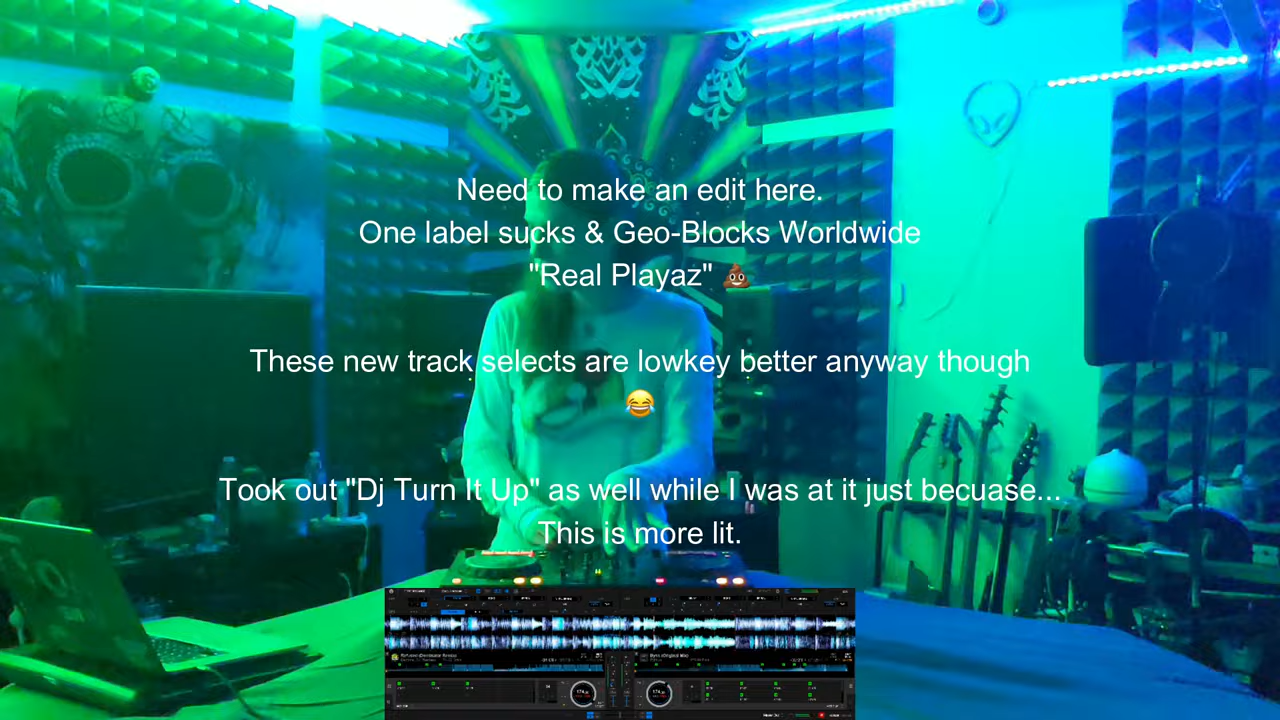 Need to make an edit here.
One label sucks & Geo-Blocks Worldwide
"Real Playaz" 💩
These new track selects are lowkey better anyway though
😂
Took out "Dj Turn It Up" as well while I was at it just becuase...
This is more lit.